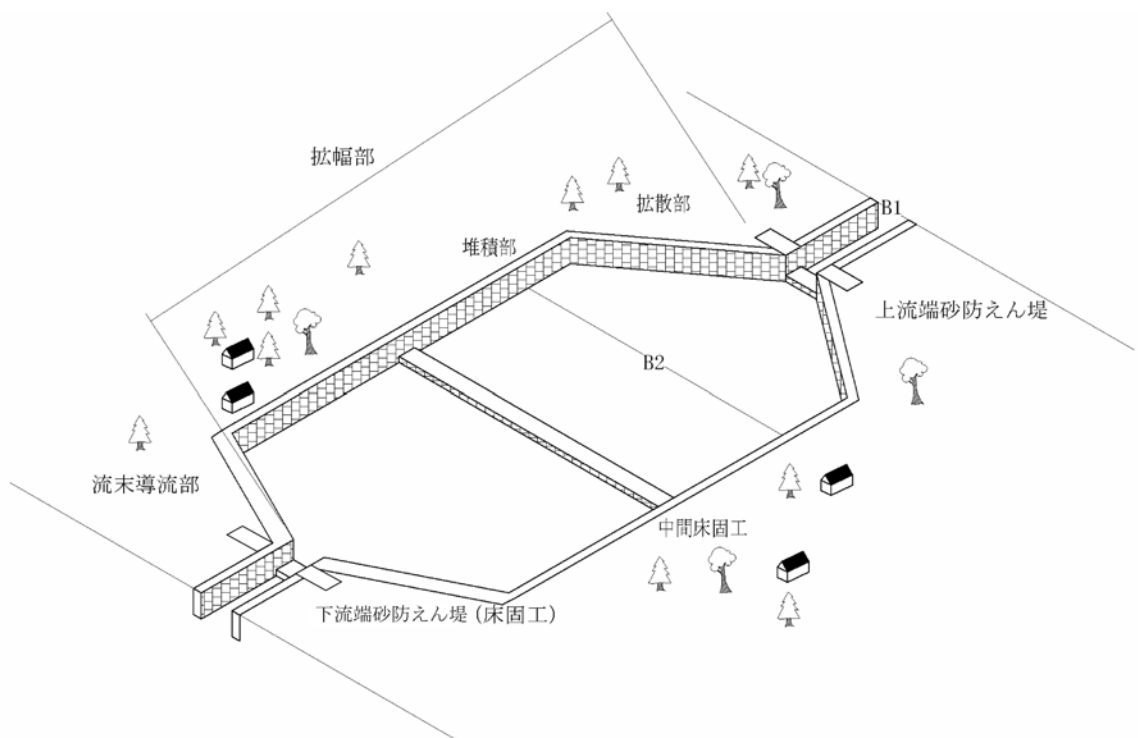 拡幅部
拡散部
B1
堆積部
上流端砂防えん堤
B2
流末導流部
中間床固工
下流端砂防えん堤(床固工)